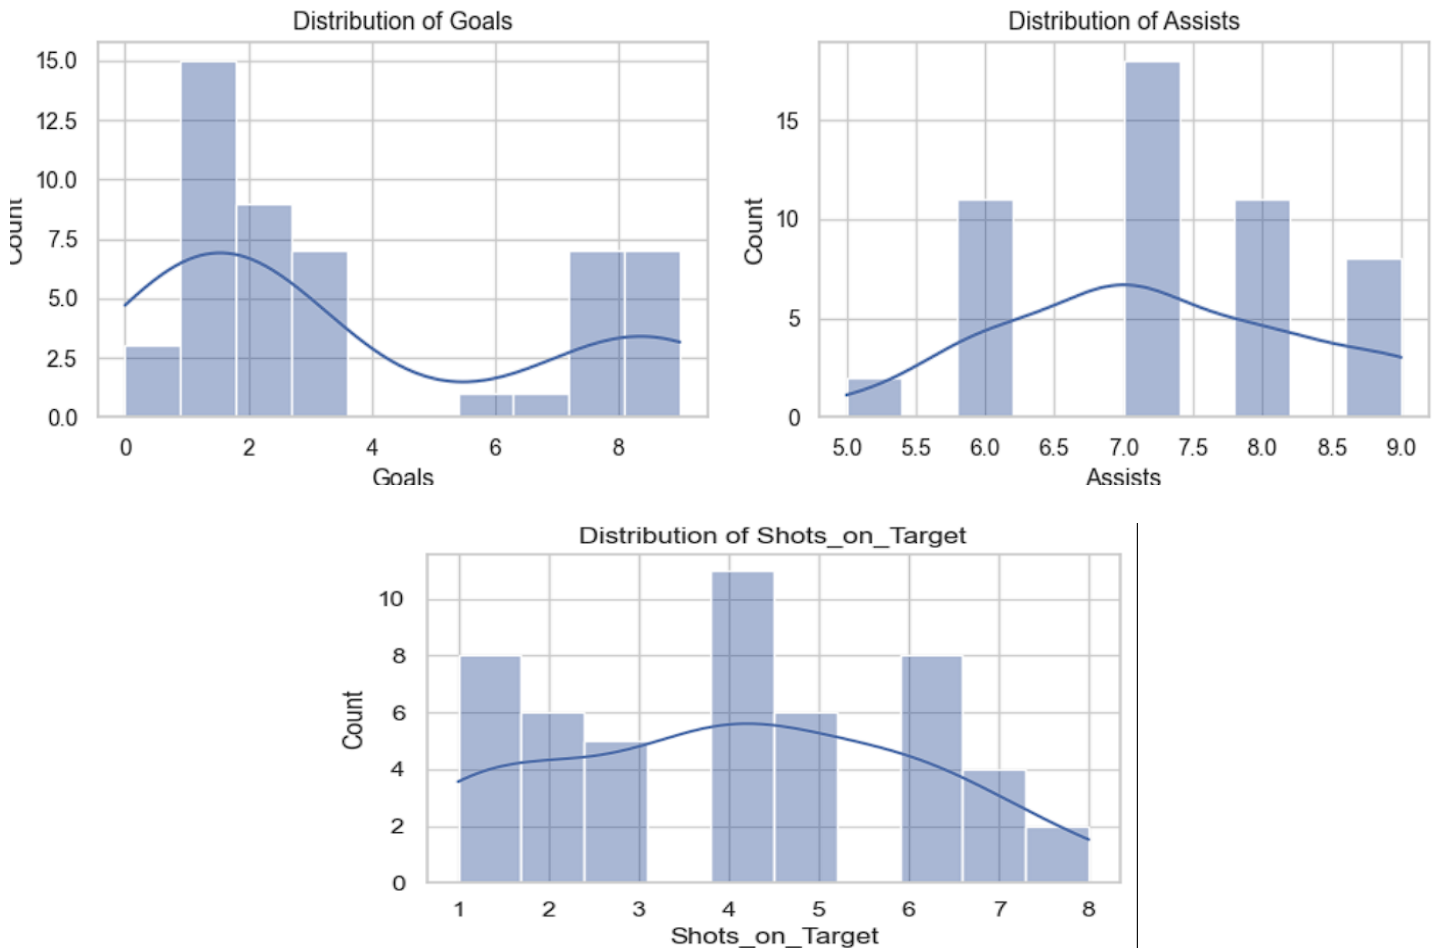 Distribution of Goals
15.0
12.5
10.0
7.5
5.0
2.5
0.0
Count
0 2 4 6 8
Goals
Distribution of Assists
15
10
5
0
Count
5.0 5.5 6.0 6.5 7.0 7.5 8.0 8.5 9.0
Assists
Distribution of Shots_on_Target
10
8
6
4
2
0
Count
1 2 3 4 5 6 7 8
Shots_on_Target